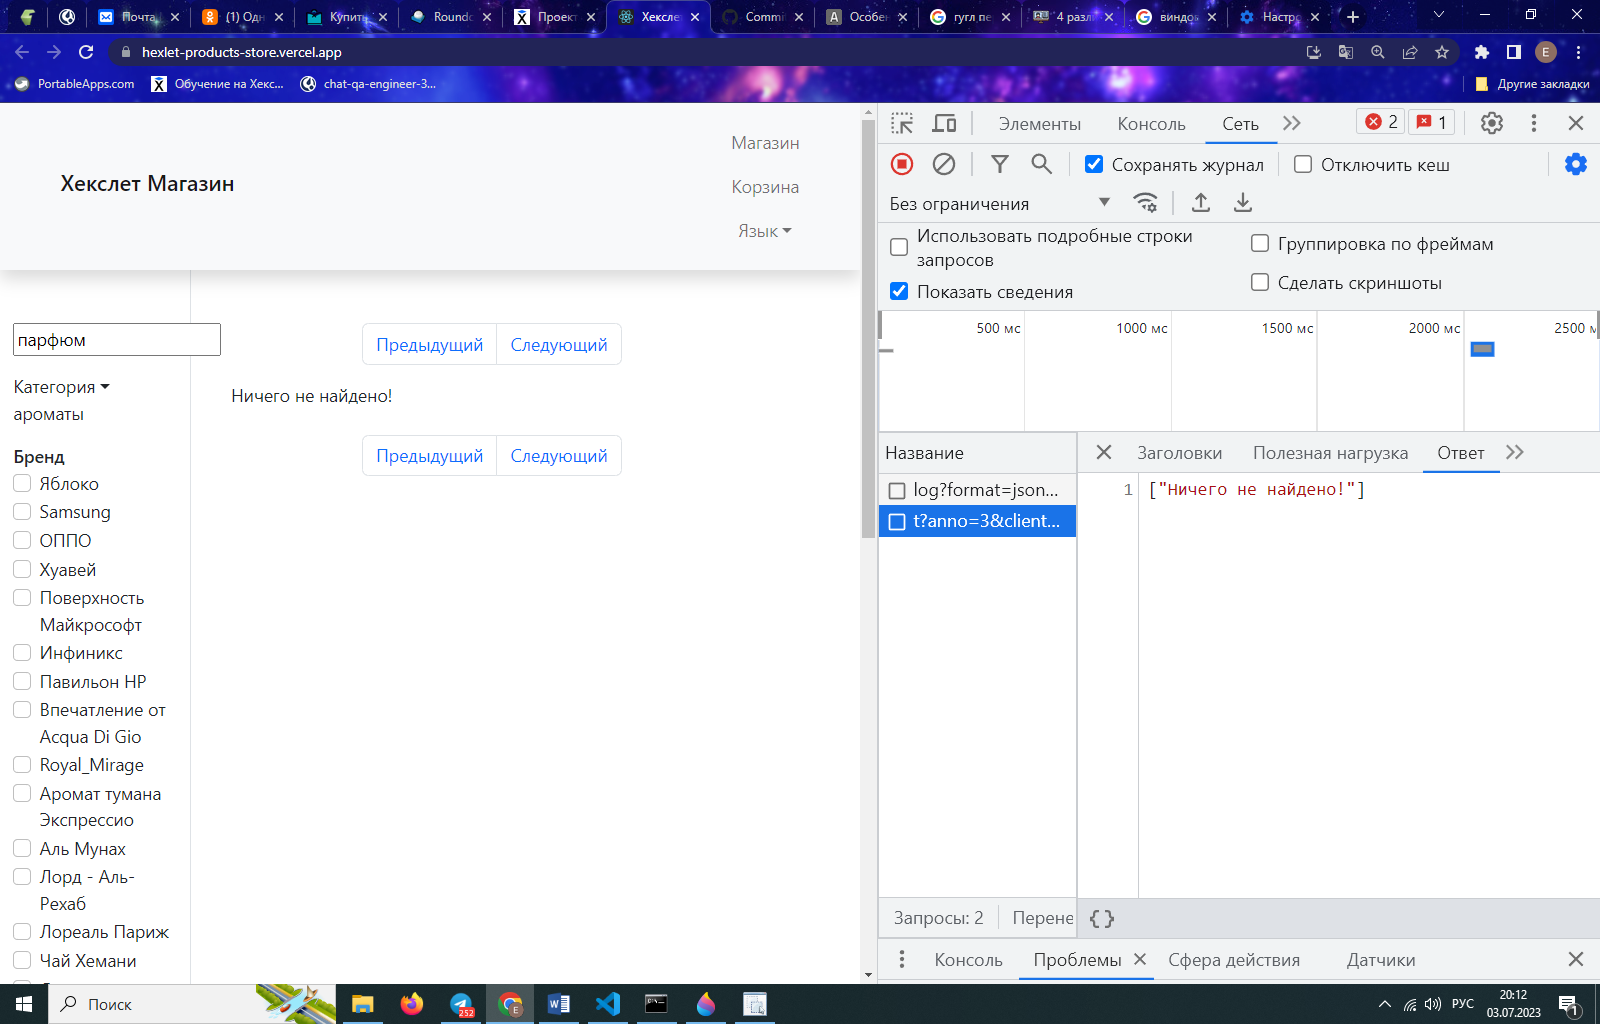 Почта
(1) Одн
Купит
Roundc
Проект
Хекслет
Commi
Особен
гугл пе
4 разли
виндов
Настро
hexlet-products-store.vercel.app
E
PortableApps.com
Обучение на Хекс...
chat-qa-engineer-3...
Другие закладки
Хекслет Магазин
Магазин
Корзина
Язык
парфюм
Категория
ароматы
Бренд
Яблоко
Samsung
ОППО
Хуавей
Поверхность
Майкрософт
Инфиникс
Павильон HP
Впечатление от
Acqua Di Gio
Royal_Mirage
Аромат тумана
Экспрессио
Аль Мунах
Лорд - Аль-
Рехаб
Лореаль Париж
Чай Хемани
Предыдущий Следующий
Ничего не найдено!
Предыдущий Следующий
Элементы Консоль Сеть 2 1
Сохранять журнал Отключить кеш
Без ограничения
Использовать подробные строки
запросов
Группировка по фреймам
Показать сведения
Сделать скриншоты
500 мс 1000 мс 1500 мс 2000 мс 2500 м
Название
log?format=json...
t?anno=3&client...
Заголовки Полезная нагрузка Ответ
1 ["Ничего не найдено!"]
Запросы: 2 Перене
{ }
Консоль Проблемы Сфера действия Датчики
Поиск
252
E
РУС
20:12
03.07.2023
1